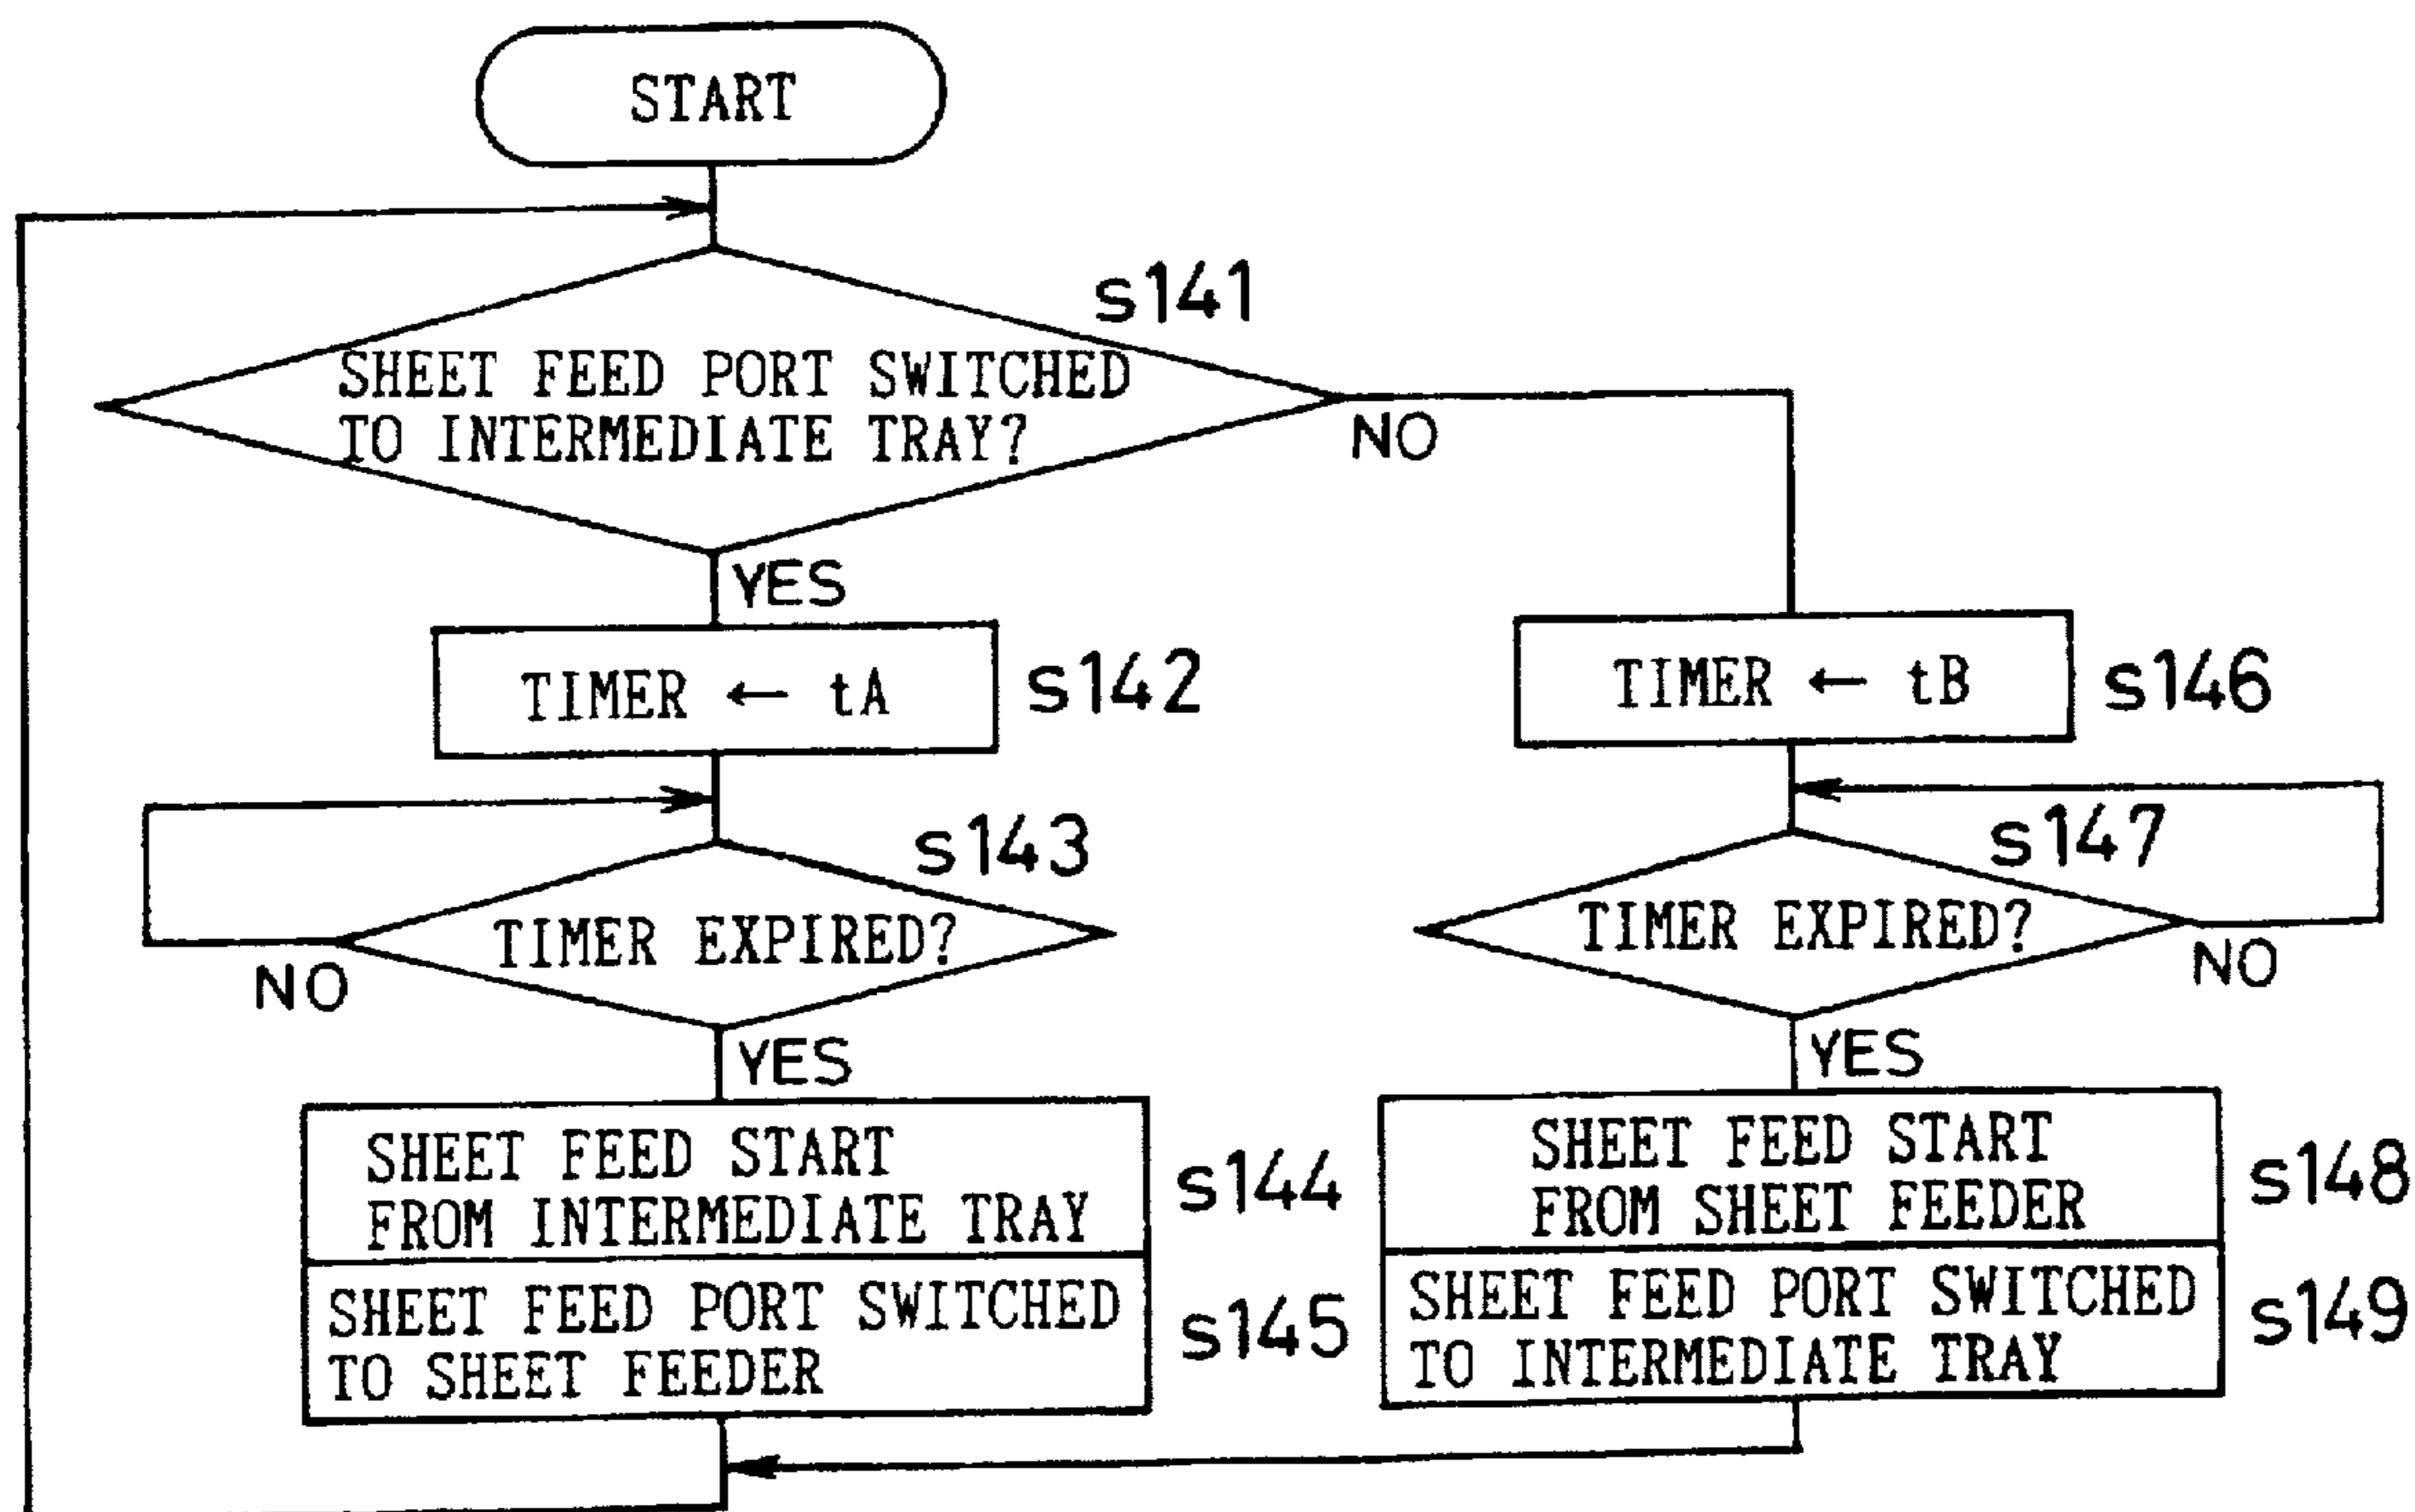 START
s141
SHEET FEED PORT SWITCHED
TO INTERMEDIATE TRAY?
NO
YES
TIMER ← tA
s142
TIMER ← tB
s146
s143
TIMER EXPIRED?
NO
YES
s147
TIMER EXPIRED?
NO
YES
SHEET FEED START
FROM INTERMEDIATE TRAY
s144
SHEET FEED PORT SWITCHED
TO SHEET FEEDER
s145
SHEET FEED START
FROM SHEET FEEDER
s148
SHEET FEED PORT SWITCHED
TO INTERMEDIATE TRAY
s149